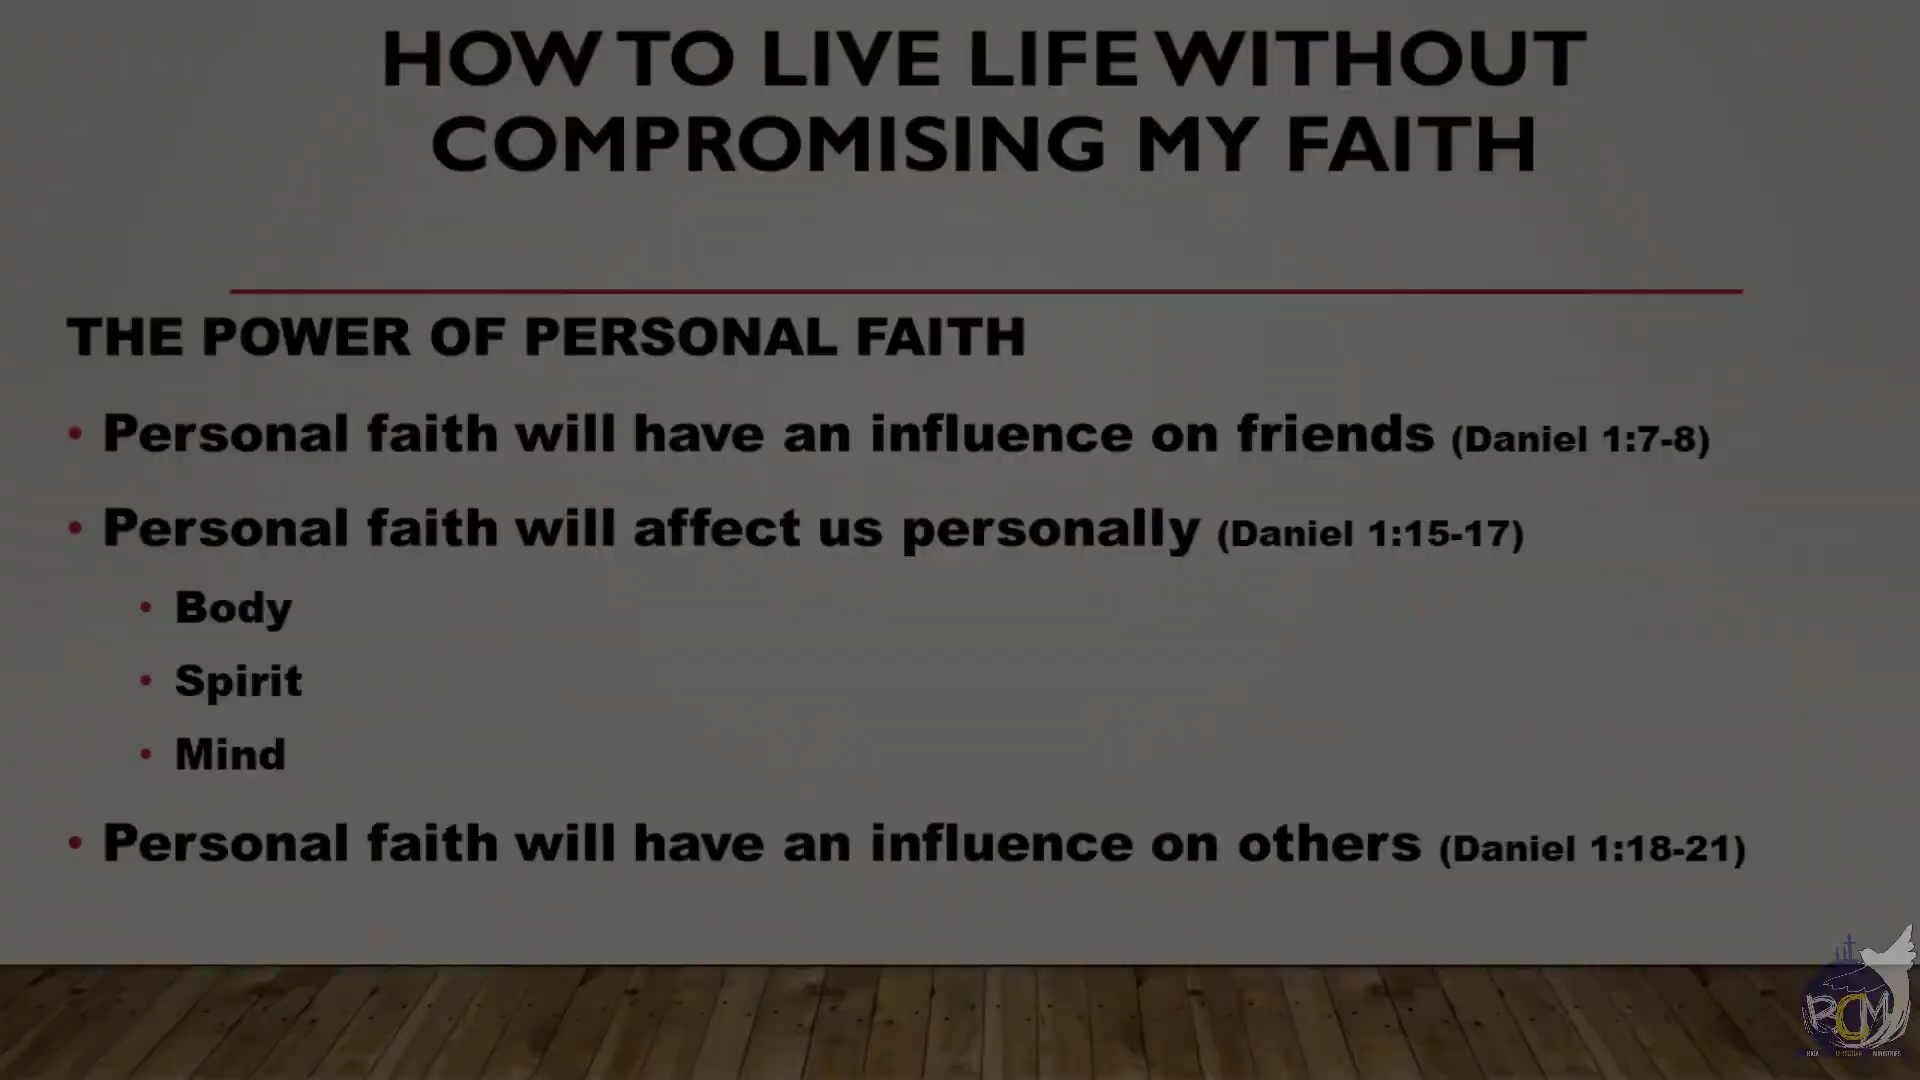 HOW TO LIVE LIFE WITHOUT
COMPROMISING MY FAITH
THE POWER OF PERSONAL FAITH
• Personal faith will have an influence on friends (Daniel 1:7-8)
• Personal faith will affect us personally (Daniel 1:15-17)
• Body
• Spirit
• Mind
• Personal faith will have an influence on others (Daniel 1:18-21)
MINISTRIES